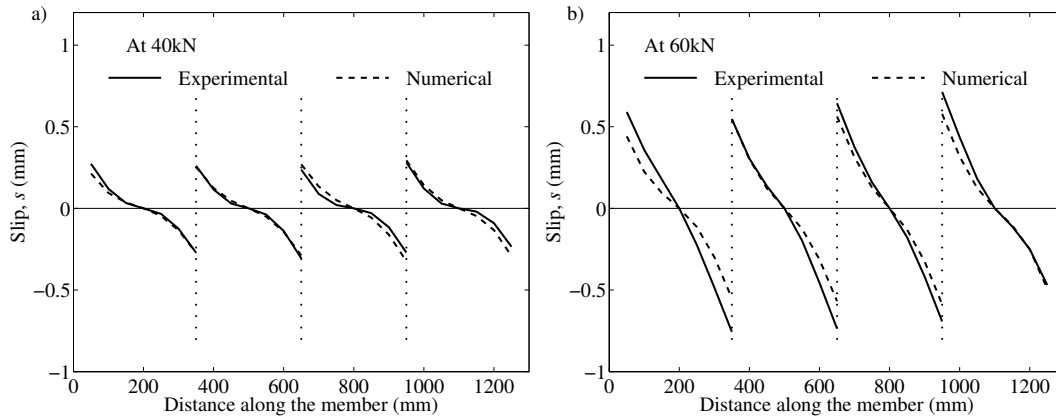 a)
At 40kN
Experimental
Numerical
1
0.5
0
−0.5
−1
Slip, s (mm)
0 200 400 600 800 1000 1200
Distance along the member (mm)
b)
At 60kN
Experimental
Numerical
1
0.5
0
−0.5
−1
Slip, s (mm)
0 200 400 600 800 1000 1200
Distance along the member (mm)